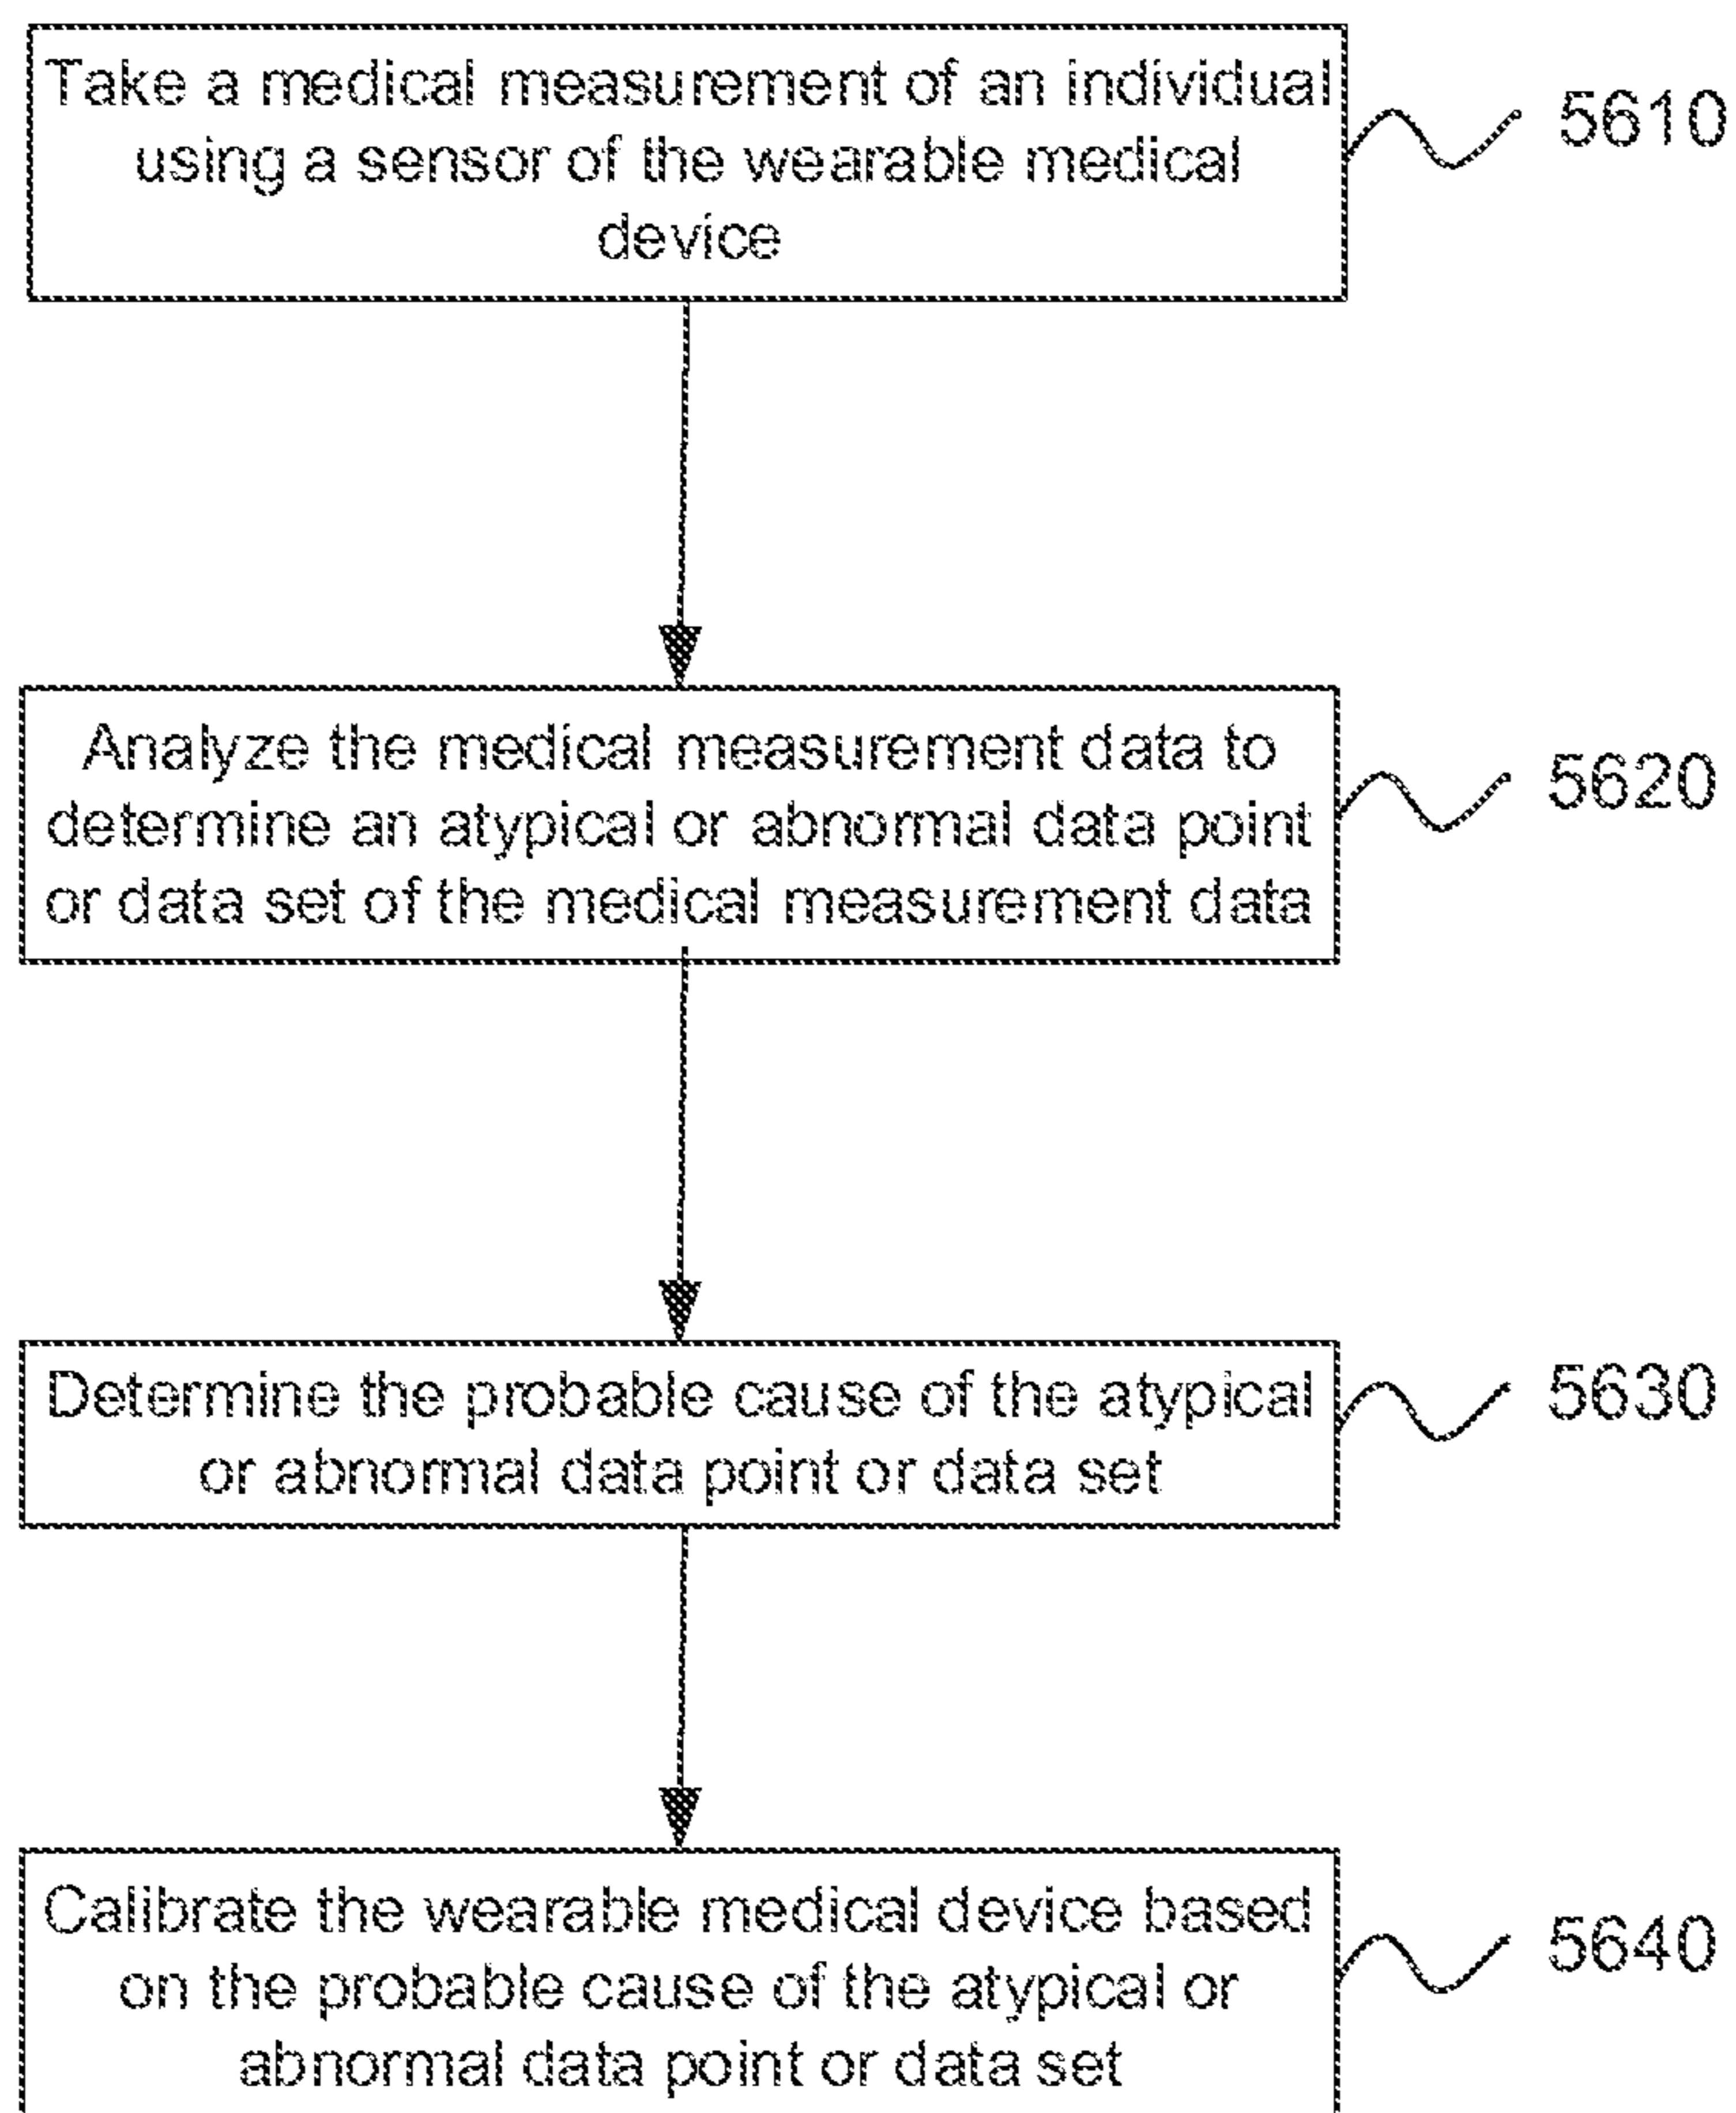 Take a medical measurement of an individual
using a sensor of the wearable medical
device
5610
Analyze the medical measurement data to
determine an atypical or abnormal data point
or data set of the medical measurement data
5620
Determine the probable cause of the atypical
or abnormal data point or data set
5630
Calibrate the wearable medical device based
on the probable cause of the atypical or
abnormal data point or data set
5640